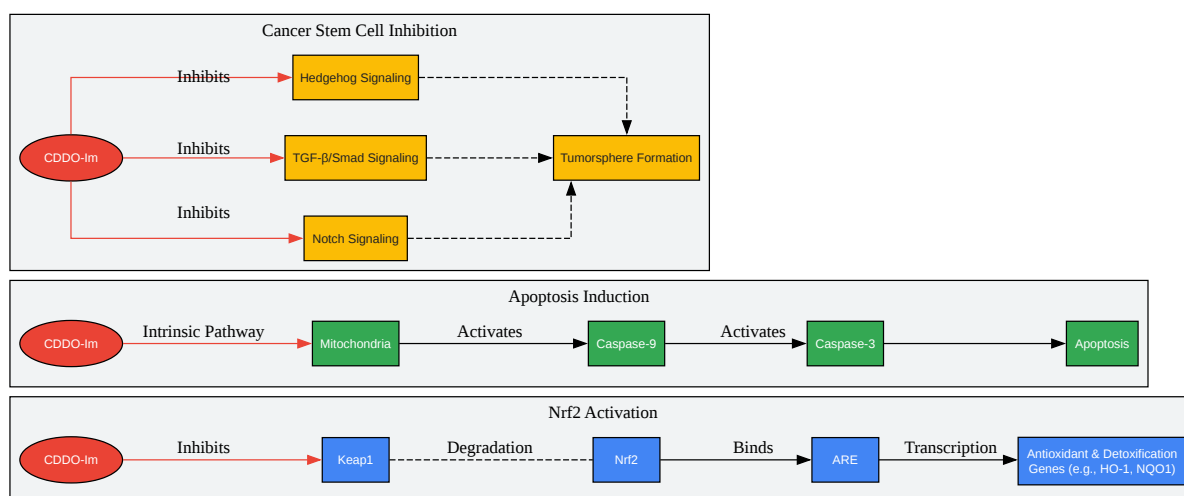 Cancer Stem Cell Inhibition
Inhibits
Hedgehog Signaling
CDDO-Im
Inhibits
TGF-β/Smad Signaling
Tumorsphere Formation
Inhibits
Notch Signaling
Apoptosis Induction
CDDO-Im
Intrinsic Pathway
Mitochondria
Activates
Caspase-9
Activates
Caspase-3
Apoptosis
Nrf2 Activation
CDDO-Im
Inhibits
Keap1
Degradation
Nrf2
Binds
ARE
Transcription
Antioxidant & Detoxification
Genes (e.g., HO-1, NQO1)